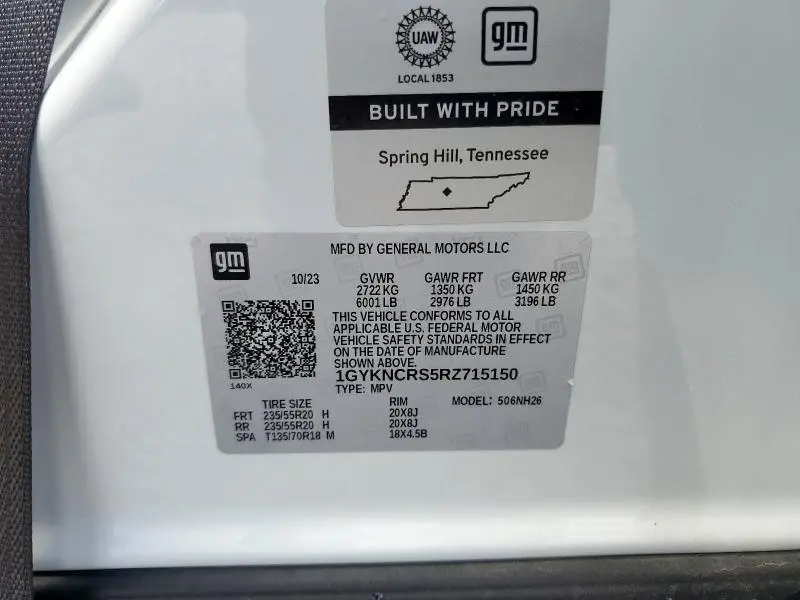 UAW
gm
LOCAL 1853
BUILT WITH PRIDE
Spring Hill, Tennessee
gm
MFD BY GENERAL MOTORS LLC
10/23 GVWR GAWR FRT GAWR RR
2722 KG 1350 KG 1450 KG
6001 LB 2976 LB 3196 LB
THIS VEHICLE CONFORMS TO ALL
APPLICABLE U.S. FEDERAL MOTOR
VEHICLE SAFETY STANDARDS IN EFFECT
ON THE DATE OF MANUFACTURE
SHOWN ABOVE.
1GYKNCRS5RZ715150
140X
TYPE: MPV
TIRE SIZE RIM MODEL: 506NH26
FRT 235/55R20 H 20X8J
RR 235/55R20 H 20X8J
SPA T135/70R18 M 18X4.5B